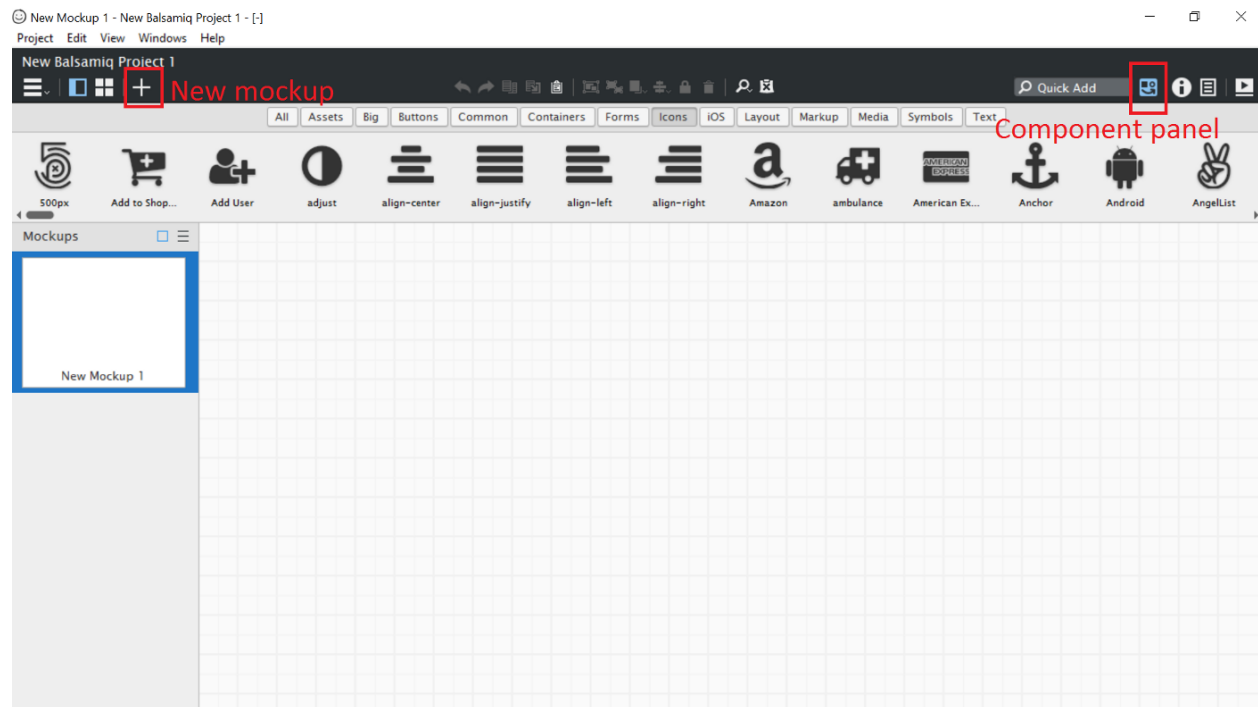 New Mockup 1 - New Balsamiq Project 1 - [-]
Project Edit View Windows Help
New Balsamiq Project 1
New mockup
Quick Add
All Assets Big Buttons Common Containers Forms Icons iOS Layout Markup Media Symbols Text
Component panel
AMERICAN
EXPRESS
500px Add to Shop... Add User adjust align-center align-justify align-left align-right Amazon ambulance American Ex... Anchor Android AngelList
Mockups
New Mockup 1